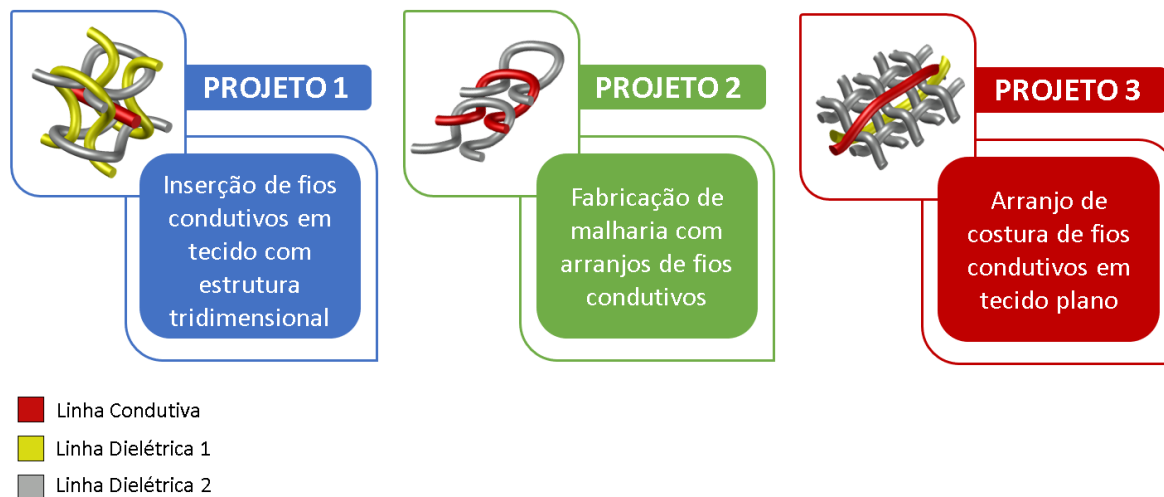 PROJETO 1
Inserção de fios
condutivos em
tecido com
estrutura
tridimensional
PROJETO 2
Fabricação de
malharia com
arranjos de fios
condutivos
PROJETO 3
Arranjo de
costura de fios
condutivos em
tecido plano
Linha Condutiva
Linha Dielétrica 1
Linha Dielétrica 2